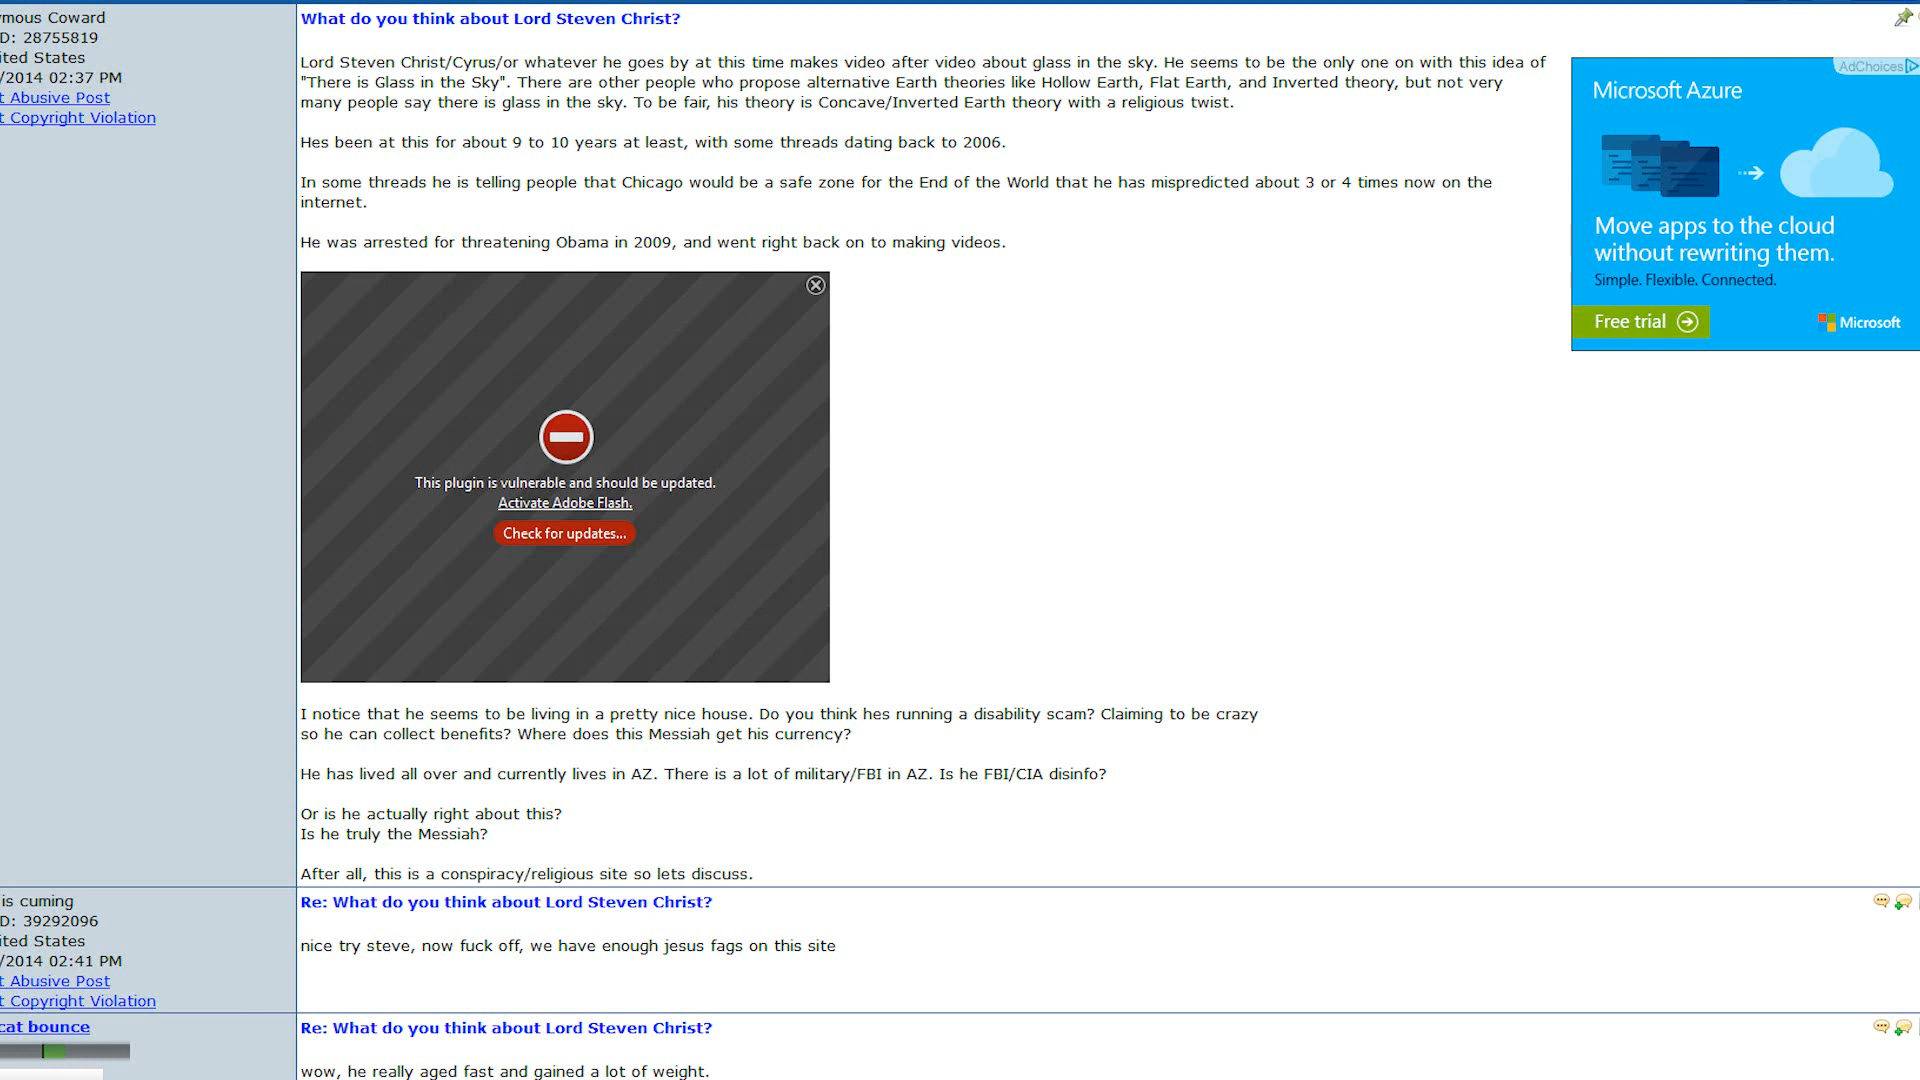 mous Coward
D: 28755819
ited States
/2014 02:37 PM
t Abusive Post
t Copyright Violation
What do you think about Lord Steven Christ?
Lord Steven Christ/Cyrus/or whatever he goes by at this time makes video after video about glass in the sky. He seems to be the only one on with this idea of
"There is Glass in the Sky". There are other people who propose alternative Earth theories like Hollow Earth, Flat Earth, and Inverted theory, but not very
many people say there is glass in the sky. To be fair, his theory is Concave/Inverted Earth theory with a religious twist.
Hes been at this for about 9 to 10 years at least, with some threads dating back to 2006.
In some threads he is telling people that Chicago would be a safe zone for the End of the World that he has mispredicted about 3 or 4 times now on the
internet.
He was arrested for threatening Obama in 2009, and went right back on to making videos.
This plugin is vulnerable and should be updated.
Activate Adobe Flash.
Check for updates...
I notice that he seems to be living in a pretty nice house. Do you think hes running a disability scam? Claiming to be crazy
so he can collect benefits? Where does this Messiah get his currency?
He has lived all over and currently lives in AZ. There is a lot of military/FBI in AZ. Is he FBI/CIA disinfo?
Or is he actually right about this?
Is he truly the Messiah?
After all, this is a conspiracy/religious site so lets discuss.
AdChoices
Microsoft Azure
Move apps to the cloud
without rewriting them.
Simple. Flexible. Connected.
Free trial
Microsoft
is cuming
D: 39292096
ited States
/2014 02:41 PM
t Abusive Post
t Copyright Violation
Re: What do you think about Lord Steven Christ?
nice try steve, now fuck off, we have enough jesus fags on this site
cat bounce
Re: What do you think about Lord Steven Christ?
wow, he really aged fast and gained a lot of weight.